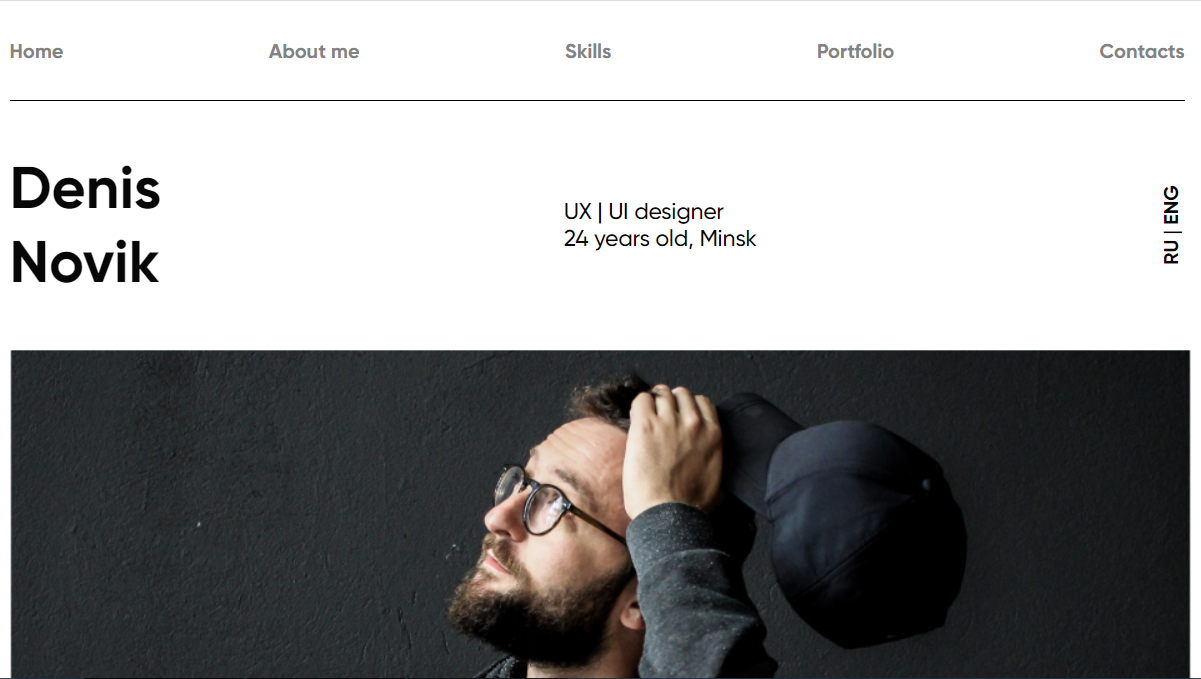 Home
About me
Skills
Portfolio
Contacts
Denis
Novik
UX | UI designer
24 years old, Minsk
RU | ENG